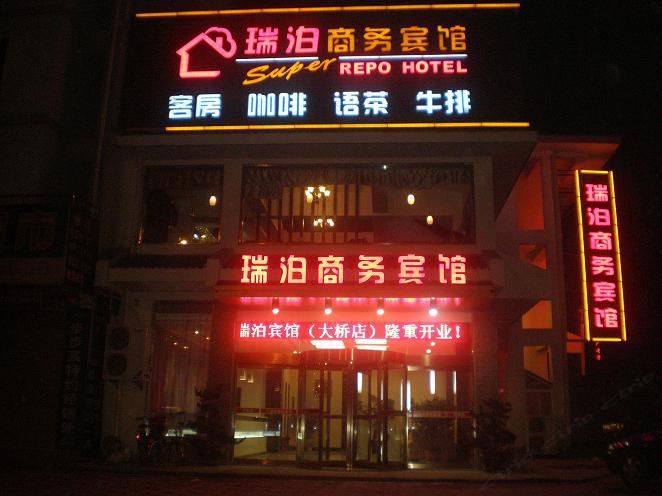 瑞泊商务宾馆
Super REPO HOTEL
客房 咖啡 语茶 牛排
瑞泊商务宾馆
瑞泊商务宾馆
瑞泊宾馆（大桥店）隆重开业！